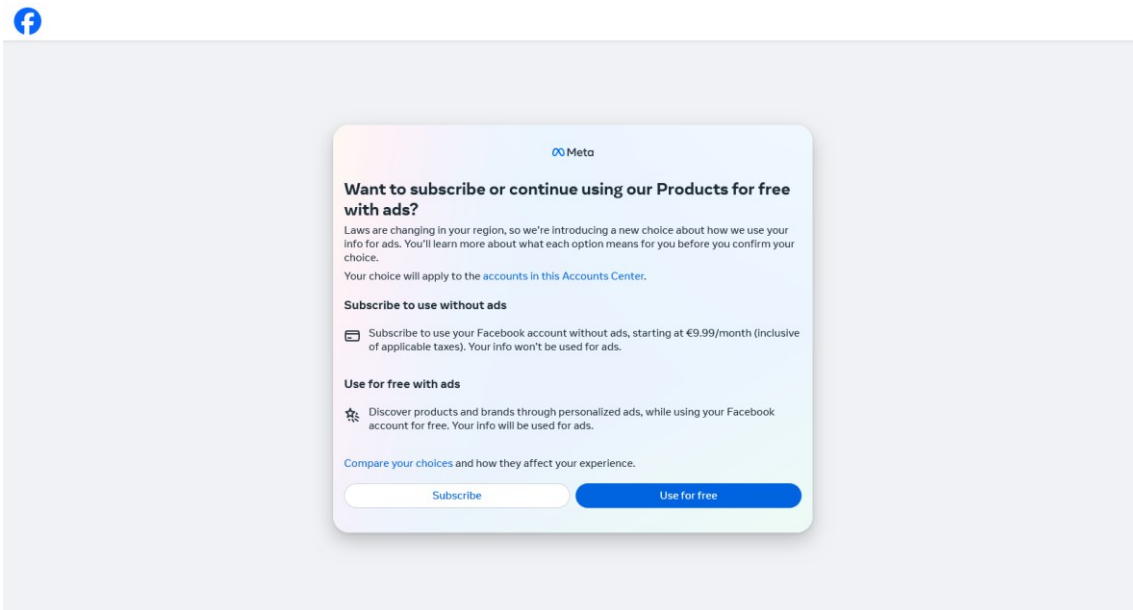 Meta
Want to subscribe or continue using our Products for free
with ads?
Laws are changing in your region, so we're introducing a new choice about how we use your
info for ads. You'll learn more about what each option means for you before you confirm your
choice.
Your choice will apply to the accounts in this Accounts Center.
Subscribe to use without ads
Subscribe to use your Facebook account without ads, starting at €9.99/month (inclusive
of applicable taxes). Your info won't be used for ads.
Use for free with ads
Discover products and brands through personalized ads, while using your Facebook
account for free. Your info will be used for ads.
Compare your choices and how they affect your experience.
Subscribe
Use for free